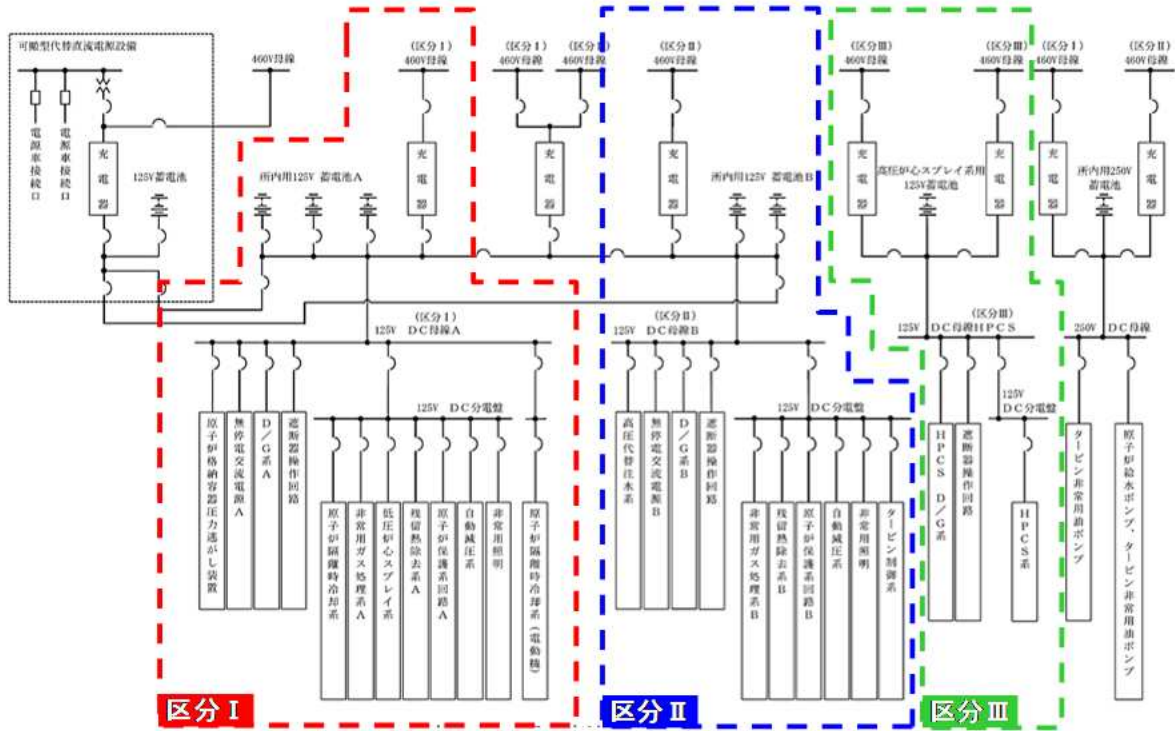 可搬型代替直流電源設備
電源車接続口
電源車接続口
充電器
125V蓄電池
460V母線
(区分Ⅰ)
460V母線
充電器
所内用125V 蓄電池A
(区分Ⅰ)
460V母線
460V母線
充電器
(区分Ⅱ)
460V母線
充電器
所内用125V 蓄電池B
(区分Ⅲ)
460V母線
(区分Ⅲ)
460V母線
充電器
高圧炉心スプレイ系用
125V蓄電池
充電器
(区分Ⅰ)
460V母線
(区分Ⅱ)
460V母線
充電器
所内用250V
蓄電池
充電器
(区分Ⅰ)
125V DC母線A
原子炉格納容器圧力逃がし装置
無停電交流電源A
D/G系A
遮断器操作回路
125V DC分電盤
原子炉隔離時冷却系
非常用ガス処理系A
低圧炉心スプレイ系
残留熱除去系A
原子炉保護系回路A
自動減圧系
非常用照明
原子炉隔離時冷却系(電動機)
区分Ⅰ
(区分Ⅱ)
125V DC母線B
高圧代替注水系
無停電交流電源B
D/G系B
遮断器操作回路
125V DC分電盤
非常用ガス処理系B
残留熱除去系B
原子炉保護系回路B
自動減圧系
非常用照明
タービン制御系
区分Ⅱ
(区分Ⅲ)
125V DC母線HPCS
HPCS D/G系
遮断器操作回路
125V
DC分電盤
HPCS系
区分Ⅲ
250V DC母線
タービン非常用油ポンプ
原子炉給水ポンプ、タービン非常用油ポンプ